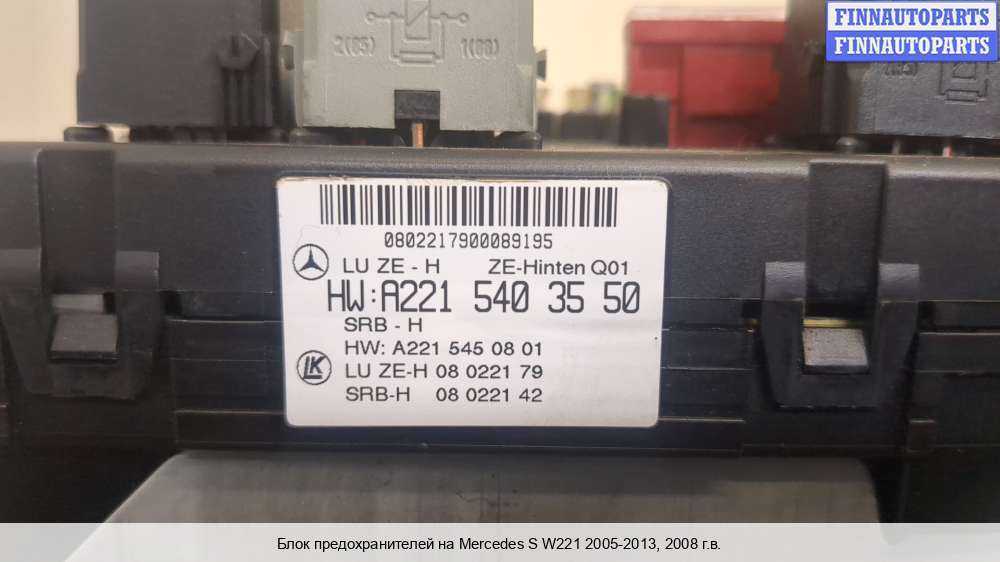 FINNAUTOPARTS
FINNAUTOPARTS
2(85) 1(86)
0802217900089195
LU ZE - H ZE-Hinten Q01
HW:A221 540 35 50
SRB - H
HW: A221 545 08 01
LU ZE-H 08 0221 79
LK
SRB-H 08 0221 42
Блок предохранителей на Mercedes S W221 2005-2013, 2008 г.в.